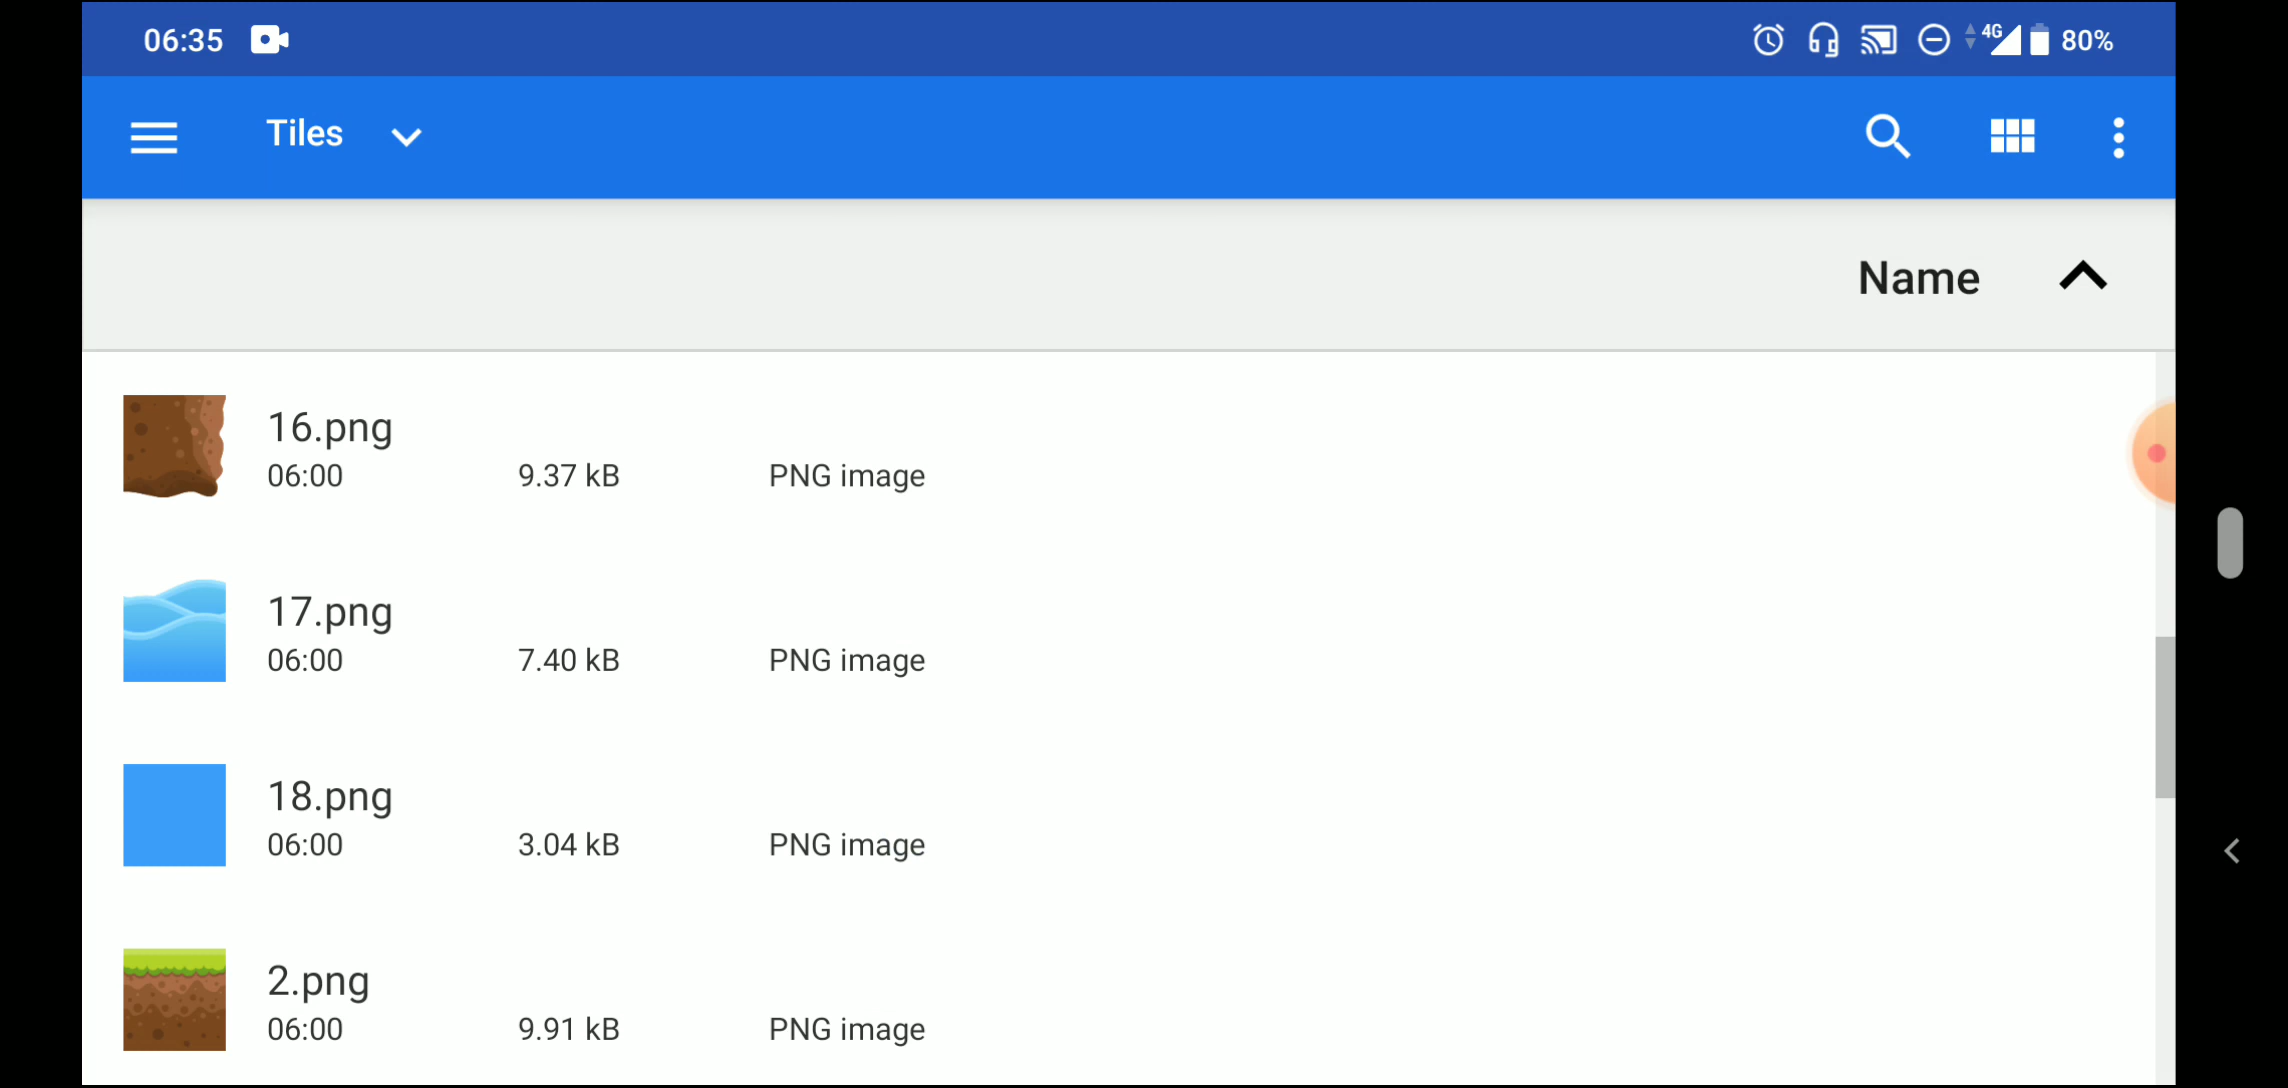 06:35 4G 80%
Tiles
Name
16.png
06:00 9.37 kB PNG image
17.png
06:00 7.40 kB PNG image
18.png
06:00 3.04 kB PNG image
2.png
06:00 9.91 kB PNG image